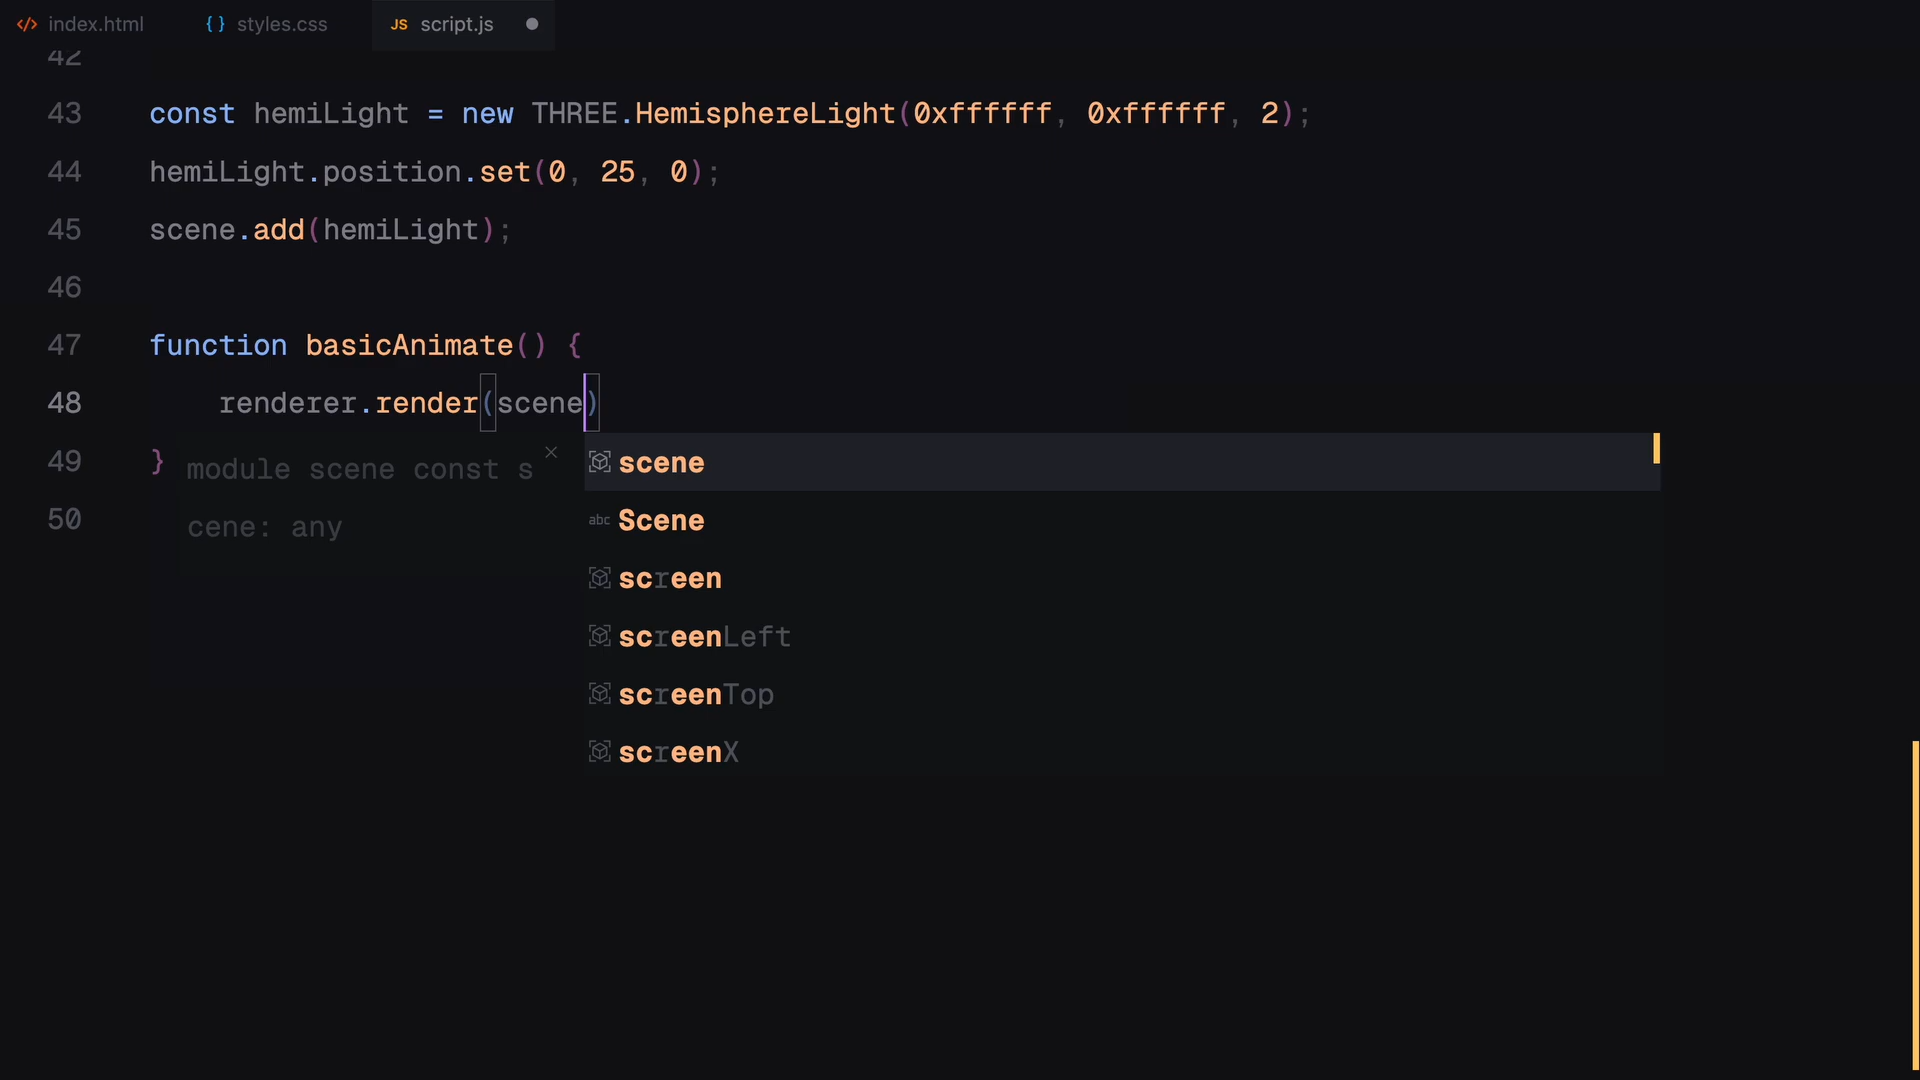 index.html styles.css JS script.js
42
43 const hemiLight = new THREE.HemisphereLight(0xffffff, 0xffffff, 2);
44 hemiLight.position.set(0, 25, 0);
45 scene.add(hemiLight);
46
47 function basicAnimate() {
48 renderer.render(scene)
49 } module scene const s
cene: any
50
scene
abc Scene
screen
screenLeft
screenTop
screenX